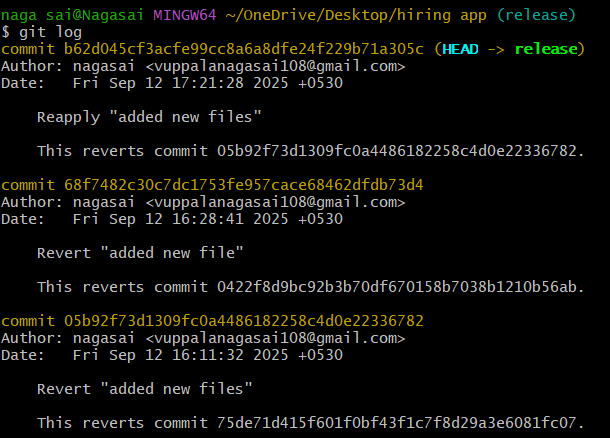 naga sai@Nagasai MINGW64 ~/OneDrive/Desktop/hiring app (release)
$ git log
commit b62d045cf3acfe99cc8a6a8dfe24f229b71a305c (HEAD -> release)
Author: nagasai <vuppalanagasai108@gmail.com>
Date:   Fri Sep 12 17:21:28 2025 +0530

    Reapply "added new files"

    This reverts commit 05b92f73d1309fc0a4486182258c4d0e22336782.

commit 68f7482c30c7dc1753fe957cace68462dfdb73d4
Author: nagasai <vuppalanagasai108@gmail.com>
Date:   Fri Sep 12 16:28:41 2025 +0530

    Revert "added new file"

    This reverts commit 0422f8d9bc92b3b70df670158b7038b1210b56ab.

commit 05b92f73d1309fc0a4486182258c4d0e22336782
Author: nagasai <vuppalanagasai108@gmail.com>
Date:   Fri Sep 12 16:11:32 2025 +0530

    Revert "added new files"

    This reverts commit 75de71d415f601f0bf43f1c7f8d29a3e6081fc07.